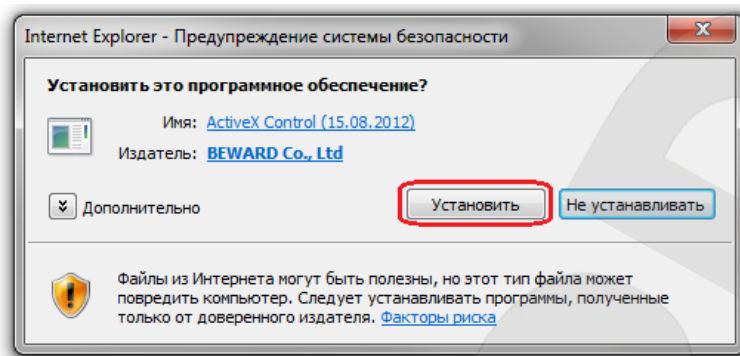 Internet Explorer - Предупреждение системы безопасности
Установить это программное обеспечение?
Имя: ActiveX Control (15.08.2012)
Издатель: BEWARD Co., Ltd
Дополнительно Установить Не устанавливать
Файлы из Интернета могут быть полезны, но этот тип файла может
повредить компьютер. Следует устанавливать программы, полученные
только от доверенного издателя. Факторы риска